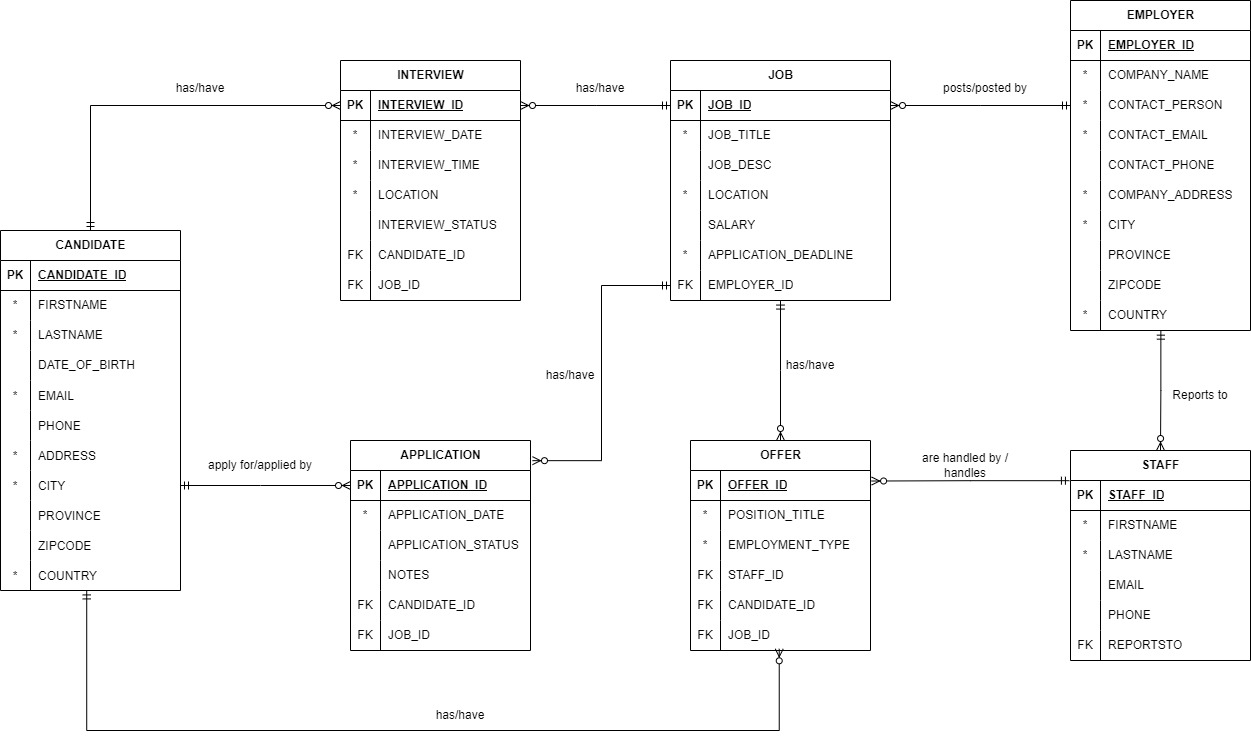 EMPLOYER
PK EMPLOYER_ID
* COMPANY_NAME
* CONTACT_PERSON
* CONTACT_EMAIL
CONTACT_PHONE
* COMPANY_ADDRESS
* CITY
PROVINCE
ZIPCODE
* COUNTRY
has/have
INTERVIEW
PK INTERVIEW_ID
* INTERVIEW_DATE
* INTERVIEW_TIME
* LOCATION
INTERVIEW_STATUS
FK CANDIDATE_ID
FK JOB_ID
has/have
JOB
PK JOB_ID
* JOB_TITLE
JOB_DESC
* LOCATION
SALARY
* APPLICATION_DEADLINE
FK EMPLOYER_ID
posts/posted by
CANDIDATE
PK CANDIDATE_ID
* FIRSTNAME
* LASTNAME
DATE_OF_BIRTH
* EMAIL
PHONE
* ADDRESS
* CITY
PROVINCE
ZIPCODE
* COUNTRY
has/have
has/have
Reports to
apply for/applied by
APPLICATION
PK APPLICATION_ID
* APPLICATION_DATE
APPLICATION_STATUS
NOTES
FK CANDIDATE_ID
FK JOB_ID
OFFER
PK OFFER_ID
* POSITION_TITLE
* EMPLOYMENT_TYPE
FK STAFF_ID
FK CANDIDATE_ID
FK JOB_ID
are handled by /
handles
STAFF
PK STAFF_ID
* FIRSTNAME
* LASTNAME
EMAIL
PHONE
FK REPORTSTO
has/have